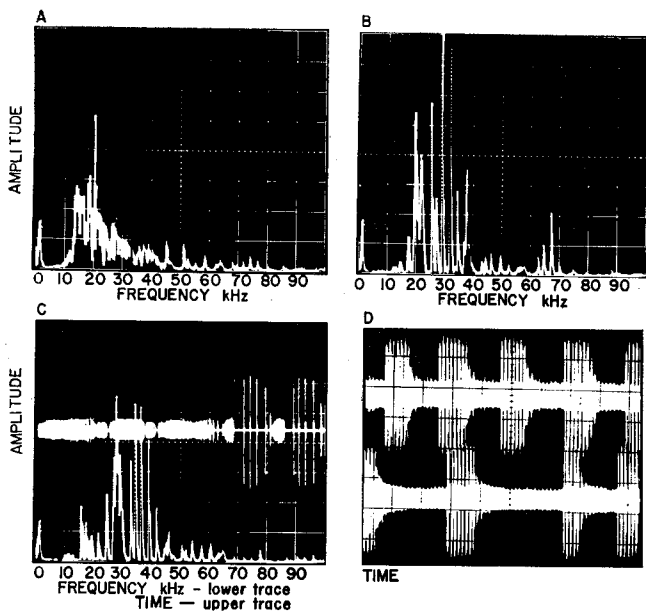 A
AMPLITUDE
0 10 20 30 40 50 60 70 80 90
FREQUENCY kHz
B
0 10 20 30 40 50 60 70 80 90
FREQUENCY kHz
C
AMPLITUDE
0 10 20 30 40 50 60 70 80 90
FREQUENCY kHz - lower trace
TIME — upper trace
D
TIME